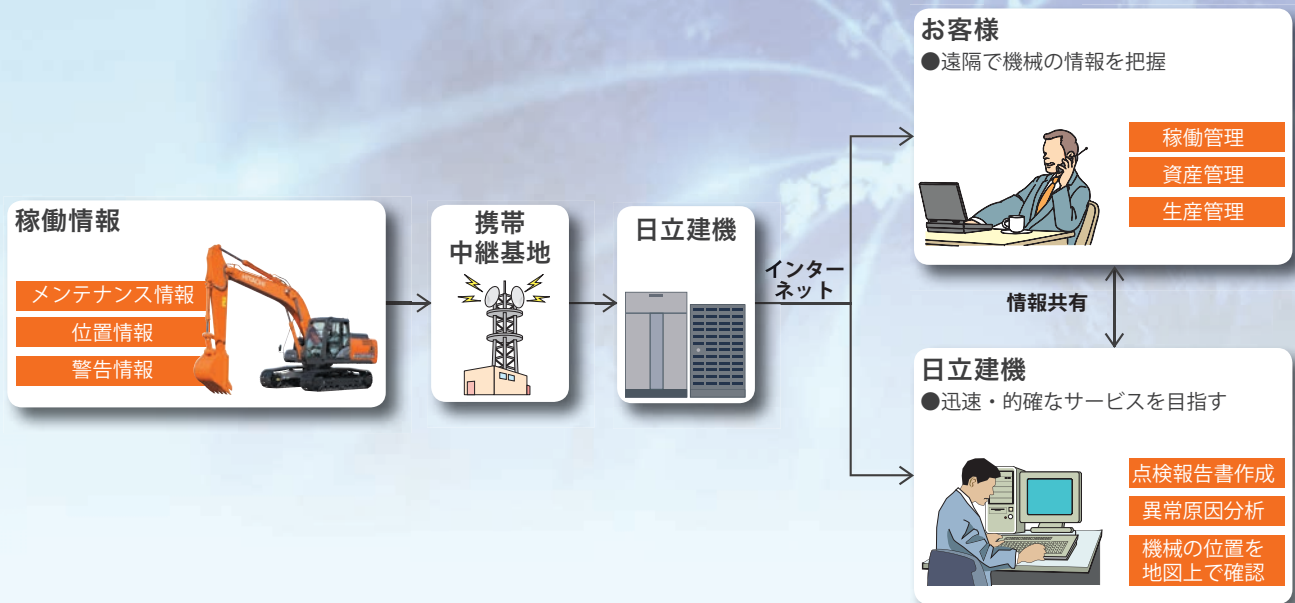 稼働情報
メンテナンス情報
位置情報
警告情報
HITACHI
携帯
中継基地
日立建機
インター
ネット
お客様
●遠隔で機械の情報を把握
稼働管理
資産管理
生産管理
情報共有
日立建機
●迅速・的確なサービスを目指す
点検報告書作成
異常原因分析
機械の位置を
地図上で確認